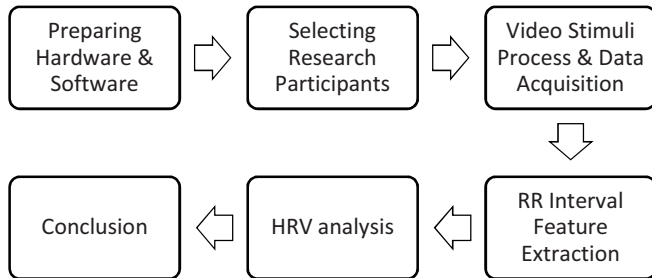 Preparing
Hardware &
Software
Selecting
Research
Participants
Video Stimuli
Process & Data
Acquisition
RR Interval
Feature
Extraction
HRV analysis
Conclusion